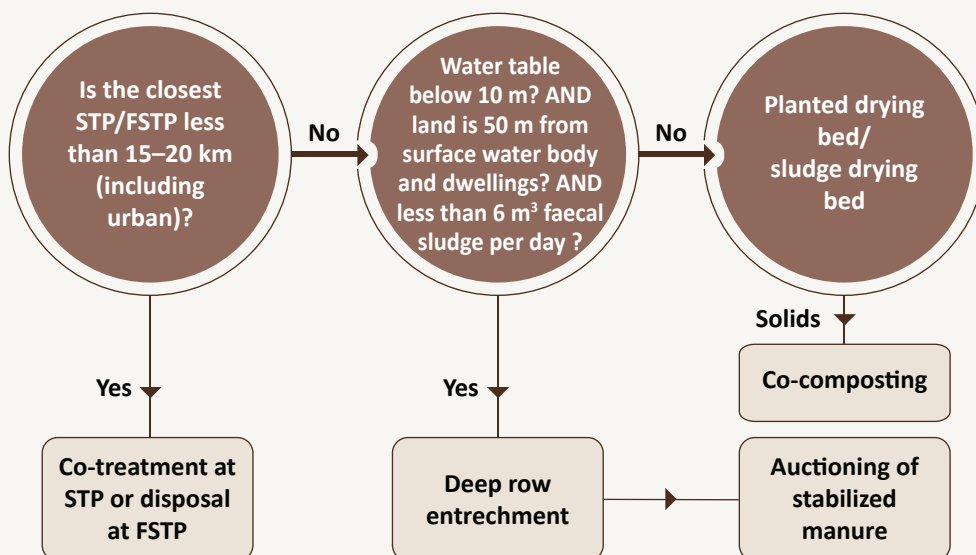 Is the closest
STP/FSTP less
than 15–20 km
(including
urban)?
No
Water table
below 10 m? AND
land is 50 m from
surface water body
and dwellings? AND
less than 6 m³ faecal
sludge per day ?
No
Planted drying
bed/
sludge drying
bed
Yes
Co-treatment at
STP or disposal
at FSTP
Yes
Deep row
entrechment
Solids
Co-composting
Auctioning of
stabilized
manure